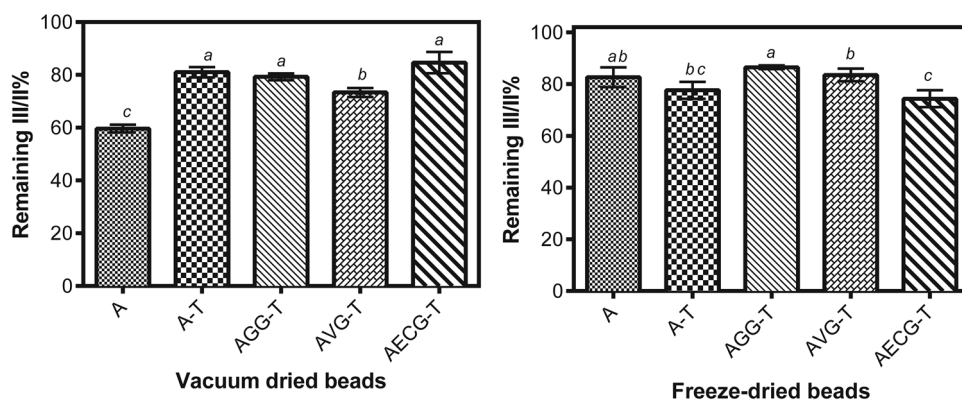 Remaining III/II%
100
80
60
40
20
0
c
a
a
b
a
A
A-T
AGG-T
AVG-T
AECG-T
Vacuum dried beads
Remaining III/II%
100
80
60
40
20
0
ab
bc
a
b
c
A
A-T
AGG-T
AVG-T
AECG-T
Freeze-dried beads